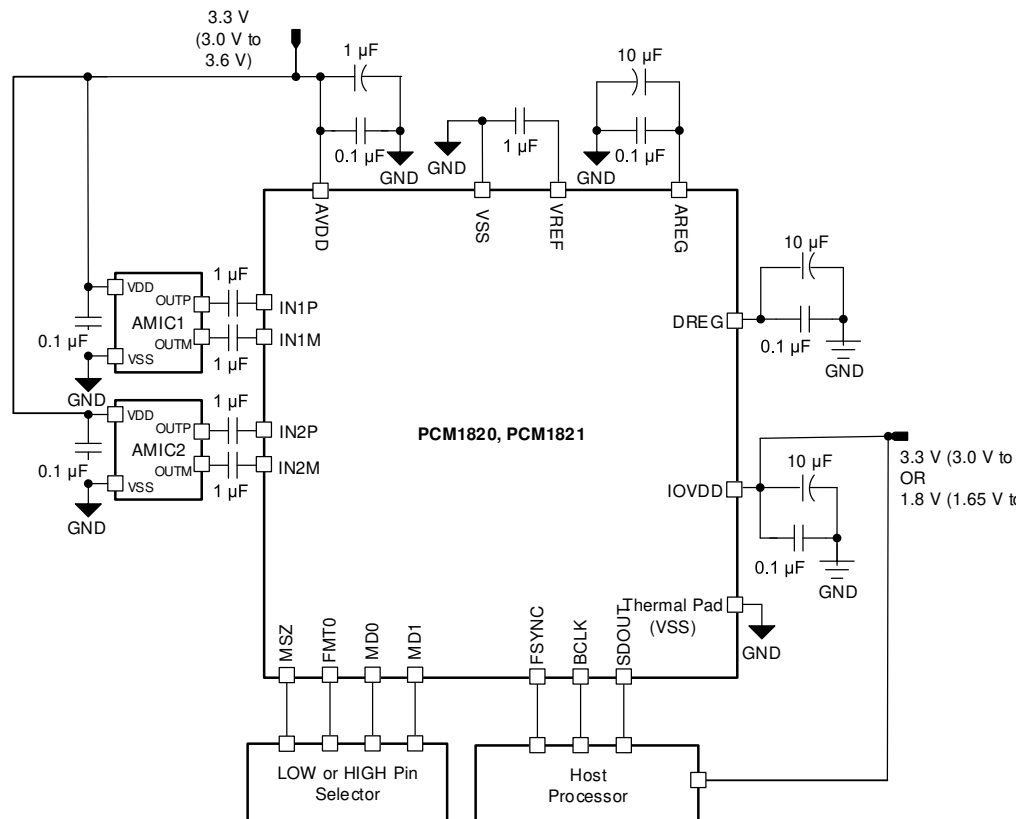 3.3 V
(3.0 V to
3.6 V)
1 µF
0.1 µF
GND
GND
1 µF
10 µF
0.1 µF
GND
AVDD
VSS
VREF
AREG
VDD
OUTP
AMIC1
OUTM
VSS
0.1 µF
GND
1 µF
1 µF
IN1P
IN1M
VDD
OUTP
AMIC2
OUTM
VSS
0.1 µF
GND
1 µF
1 µF
IN2P
IN2M
PCM1820, PCM1821
DREG
10 µF
0.1 µF
GND
IOVDD
10 µF
0.1 µF
GND
3.3 V (3.0 V to
OR
1.8 V (1.65 V to
Thermal Pad
(VSS)
GND
MSZ
FMT0
MD0
MD1
FSYNC
BCLK
SDOUT
LOW or HIGH Pin
Selector
Host
Processor